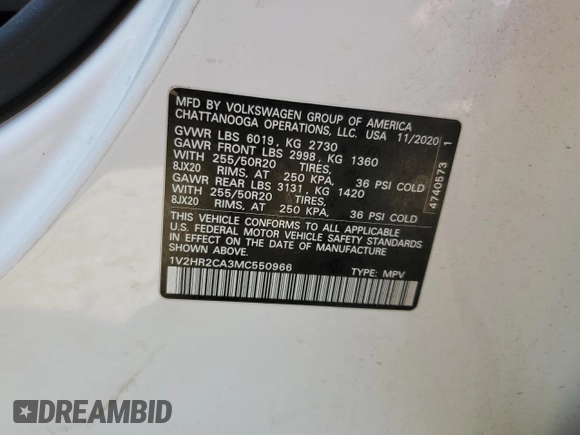 MFD BY VOLKSWAGEN GROUP OF AMERICA
CHATTANOOGA OPERATIONS, LLC. USA 11/2020
GVWR LBS 6019, KG 2730
GAWR FRONT LBS 2998, KG 1360
WITH 255/50R20 TIRES,
8JX20 RIMS, AT 250 KPA, 36 PSI COLD
GAWR REAR LBS 3131, KG 1420
WITH 255/50R20 TIRES,
8JX20 RIMS, AT 250 KPA, 36 PSI COLD
THIS VEHICLE CONFORMS TO ALL APPLICABLE
U.S. FEDERAL MOTOR VEHICLE SAFETY STANDARDS
IN EFFECT ON THE DATE OF MANUFACTURE
SHOWN ABOVE.
1V2HR2CA3MC550966 TYPE: MPV
4740573 1
DREAMBID